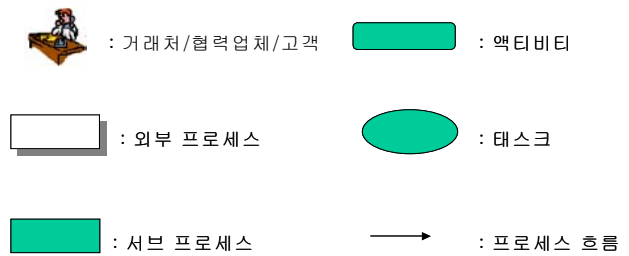 : 거래처/협력업체/고객 : 액티비티
: 외부 프로세스 : 태스크
: 서브 프로세스 : 프로세스 흐름